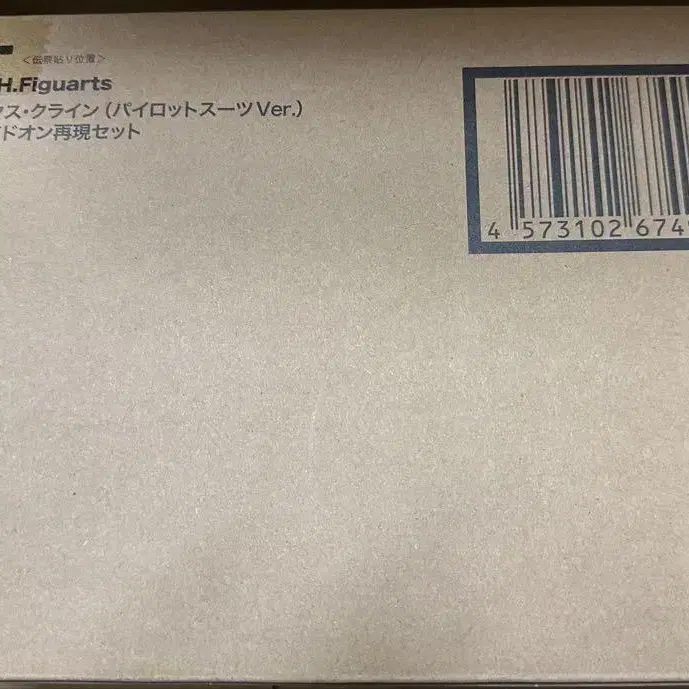 <伝票貼り位置>
H.Figuarts
クス・クライン（パイロットスーツVer.）
ドオン再現セット
4 573102 674